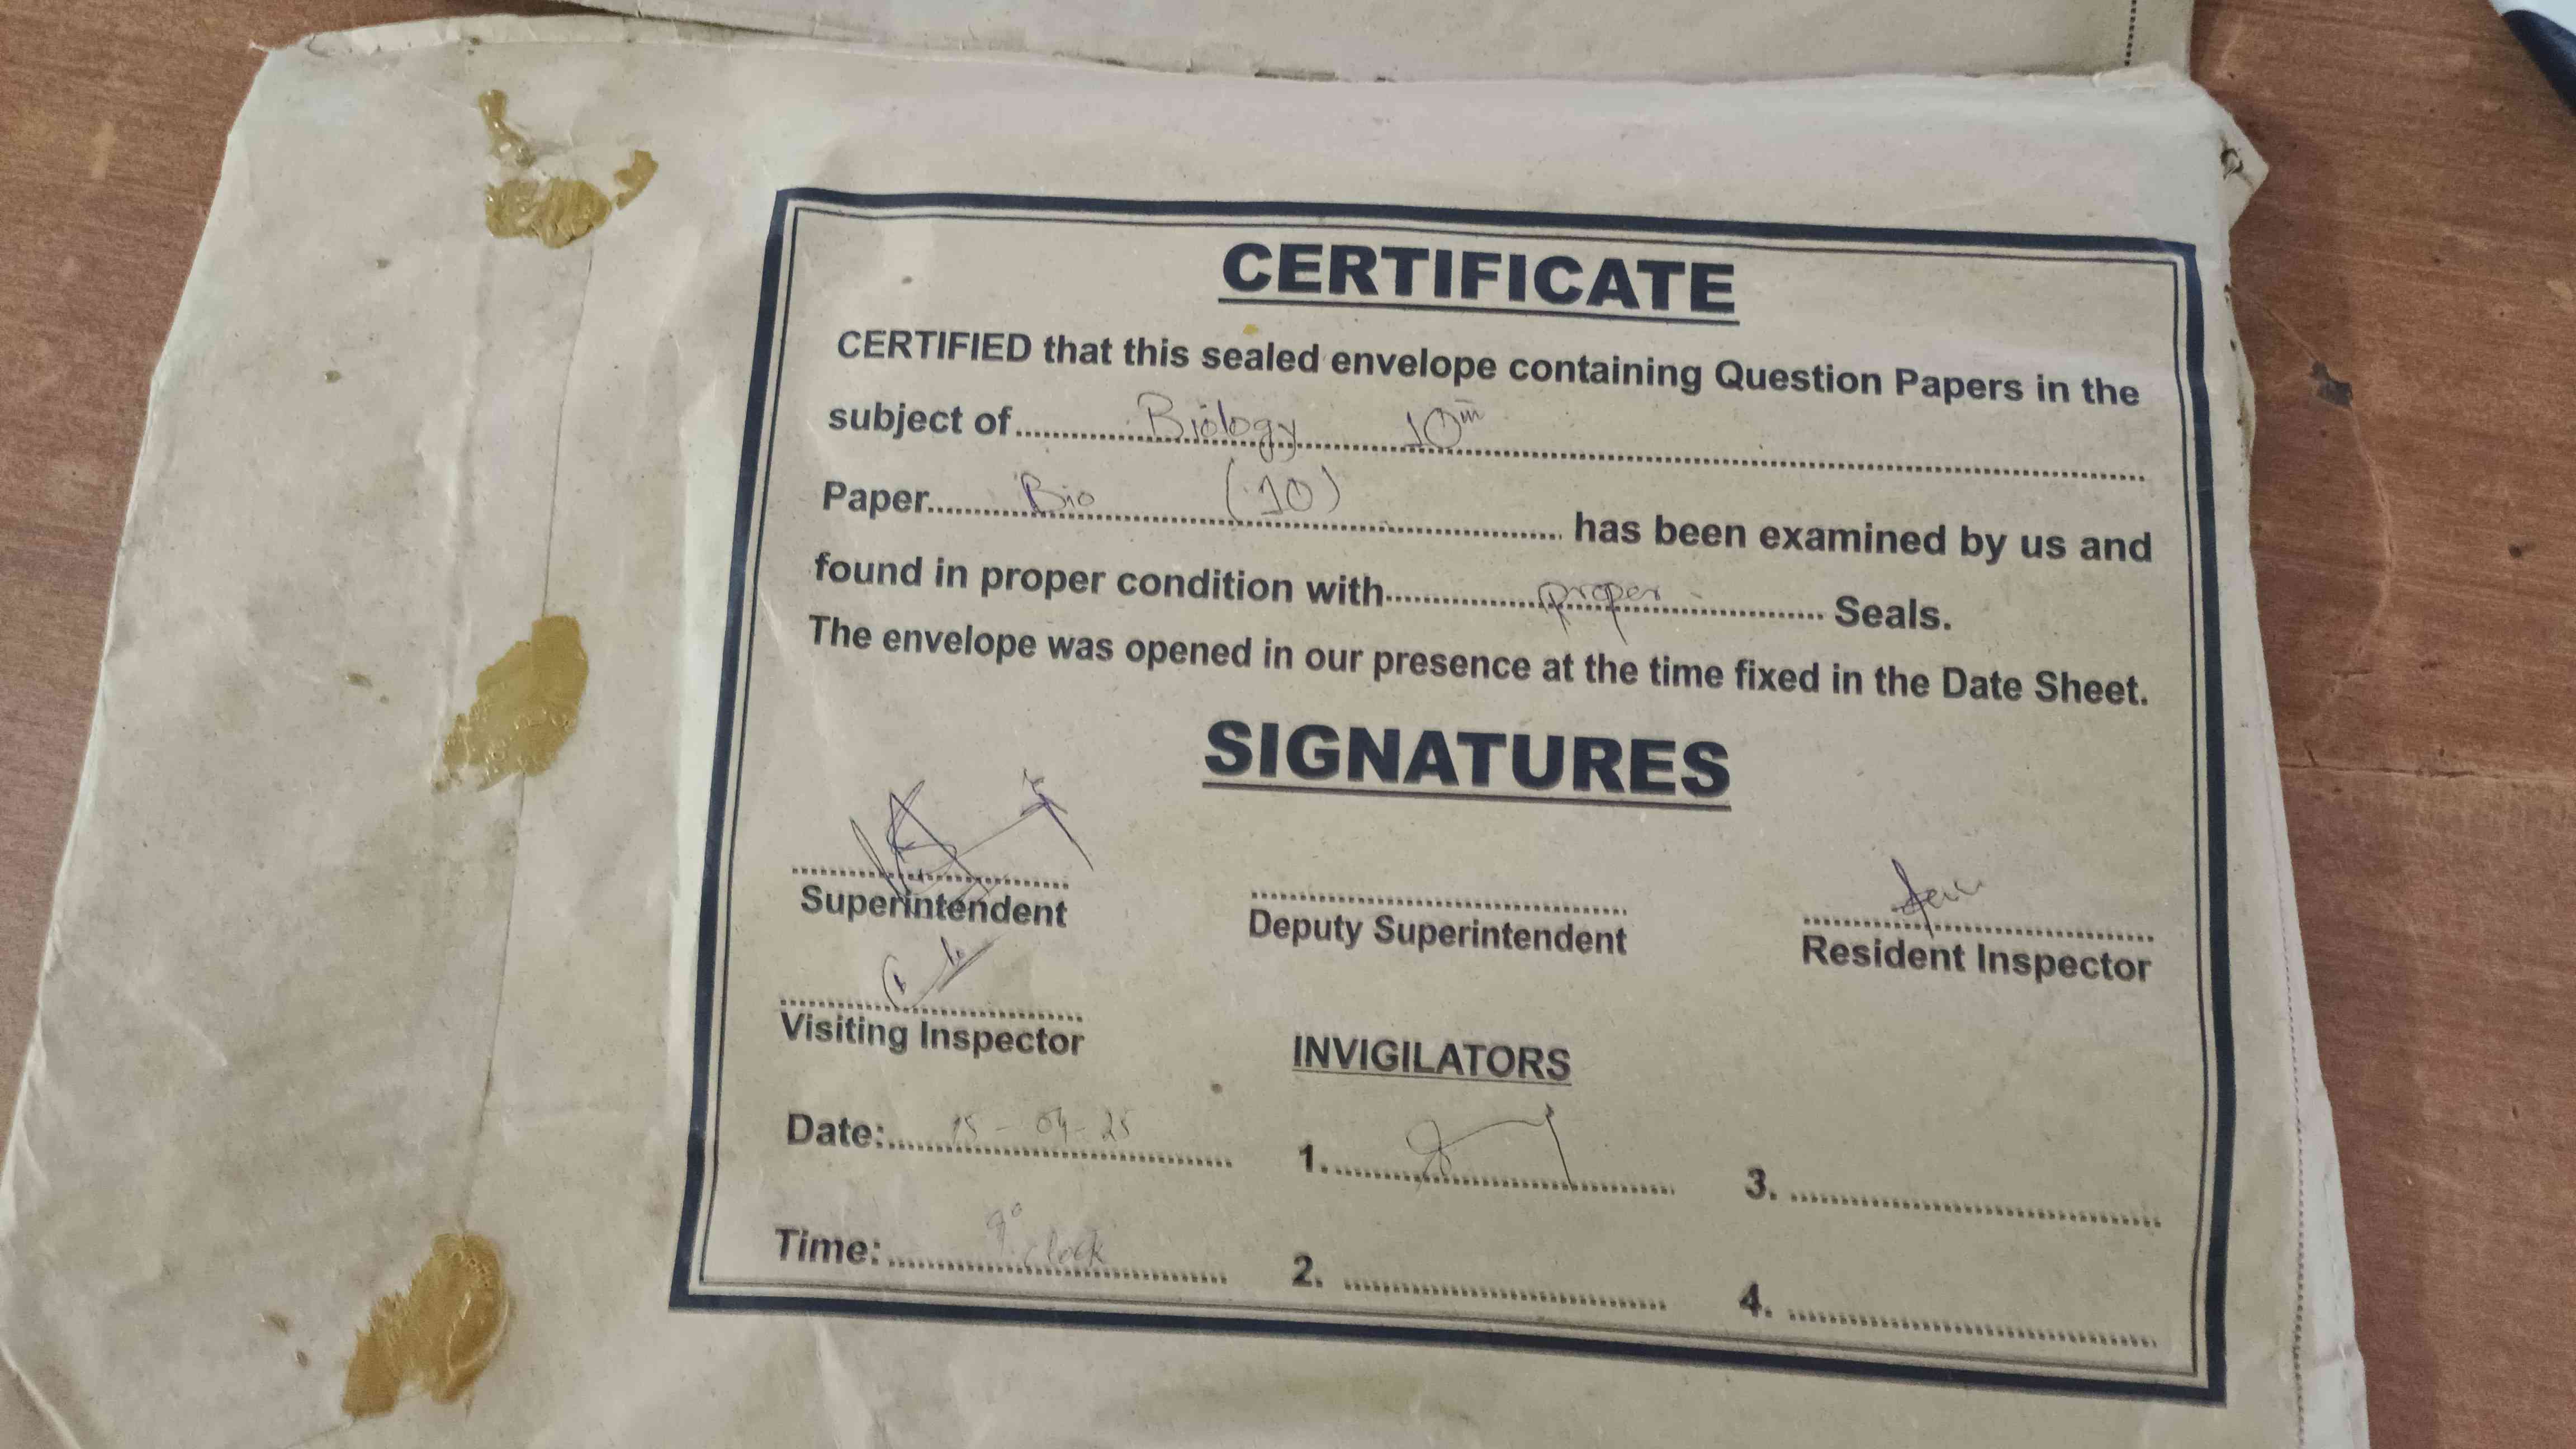 CERTIFICATE
CERTIFIED that this sealed envelope containing Question Papers in the
subject of Biology 10th
Paper Bio (10) has been examined by us and
found in proper condition with proper Seals.
The envelope was opened in our presence at the time fixed in the Date Sheet.
SIGNATURES
Superintendent Deputy Superintendent Resident Inspector
Visiting Inspector
INVIGILATORS
Date: 15-04-25 1. 3.
Time: 9 o clock 2. 4.